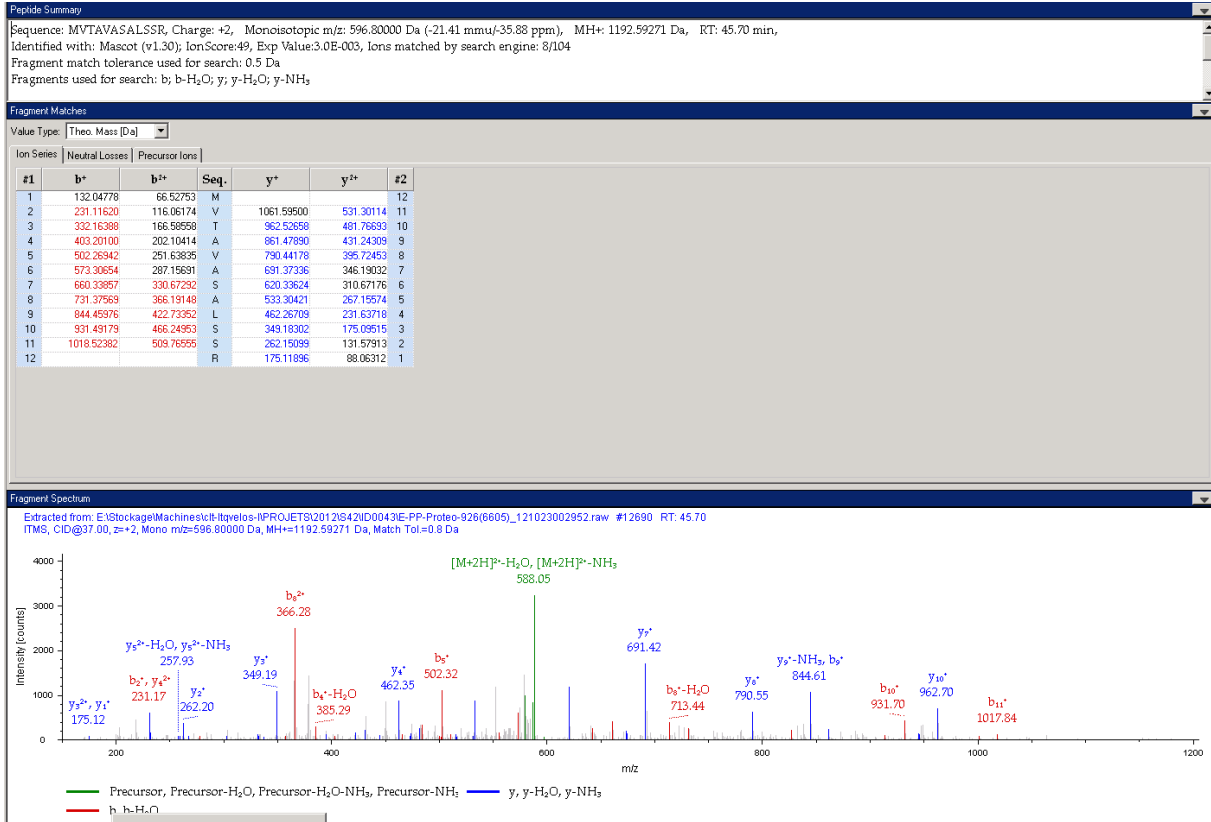 Peptide Summary
Sequence: MVTAVASALSSR, Charge: +2, Monoisotopic m/z: 596.80000 Da (-21.41 mmu/-35.88 ppm), MH+: 1192.59271 Da, RT: 45.70 min,
Identified with: Mascot (v1.30); IonScore:49, Exp Value:3.0E-003, Ions matched by search engine: 8/104
Fragment match tolerance used for search: 0.5 Da
Fragments used for search: b; b-H₂O; y; y-H₂O; y-NH₃
Fragment Matches
Value Type: Theo. Mass [Da]
Ion Series Neutral Losses Precursor Ions
#1 b⁺ b²⁺ Seq. y⁺ y²⁺ #2
1 132.04778 66.52753 M 12
2 231.11620 116.06174 V 1061.59500 531.30114 11
3 332.16388 166.58558 T 962.52658 481.76693 10
4 403.20100 202.10414 A 861.47890 431.24309 9
5 502.26942 251.63835 V 790.44178 395.72453 8
6 573.30654 287.15691 A 691.37336 346.19032 7
7 660.33857 330.67292 S 620.33624 310.67176 6
8 731.37569 366.19148 A 533.30421 267.15574 5
9 844.45976 422.73352 L 462.26709 231.63718 4
10 931.49179 466.24953 S 349.18302 175.09515 3
11 1018.52382 509.76555 S 262.15099 131.57913 2
12 R 175.11896 88.06312 1
Fragment Spectrum
Extracted from: E:\Stockage\Machines\clt-ltqvelos-I\PROJETS\2012\S42\ID0043\E-PP-Proteo-926(6605)_121023002952.raw #12690 RT: 45.70
ITMS, CID@37.00, z=+2, Mono m/z=596.80000 Da, MH+=1192.59271 Da, Match Tol.=0.8 Da
Intensity [counts]
4000
3000
2000
1000
0
[M+2H]²⁺-H₂O, [M+2H]²⁺-NH₃
588.05
b₈²⁺
366.28
y₅²⁺-H₂O, y₅²⁺-NH₃
257.93
y₇⁺
691.42
y₃⁺
349.19
b₅⁺
502.32
y₉⁺-NH₃, b₉⁺
844.61
b₂⁺, y₄²⁺
231.17
y₄⁺
462.35
y₂⁺
262.20
y₈⁺
790.55
y₁₀⁺
962.70
b₄⁺-H₂O
385.29
b₈⁺-H₂O
713.44
b₁₀⁺
931.70
y₃²⁺, y₁⁺
175.12
b₁₁⁺
1017.84
200 400 600 800 1000 1200
m/z
Precursor, Precursor-H₂O, Precursor-H₂O-NH₃, Precursor-NH₃ y, y-H₂O, y-NH₃
b, b-H₂O